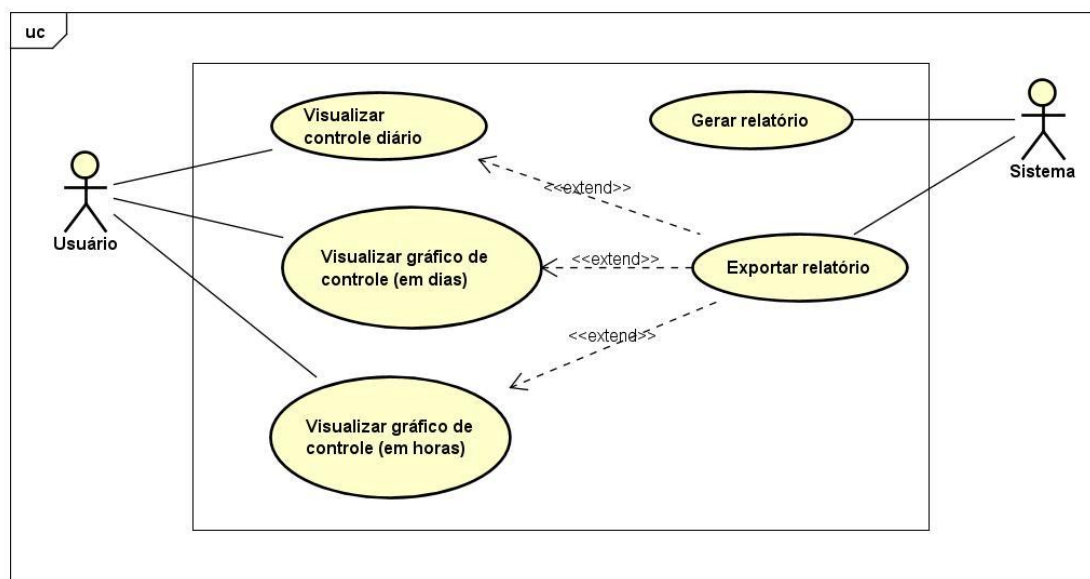 uc
Visualizar
controle diário
Gerar relatório
Sistema
<<extend>>
Usuário
Visualizar gráfico de
controle (em dias)
<<extend>>
Exportar relatório
<<extend>>
Visualizar gráfico de
controle (em horas)